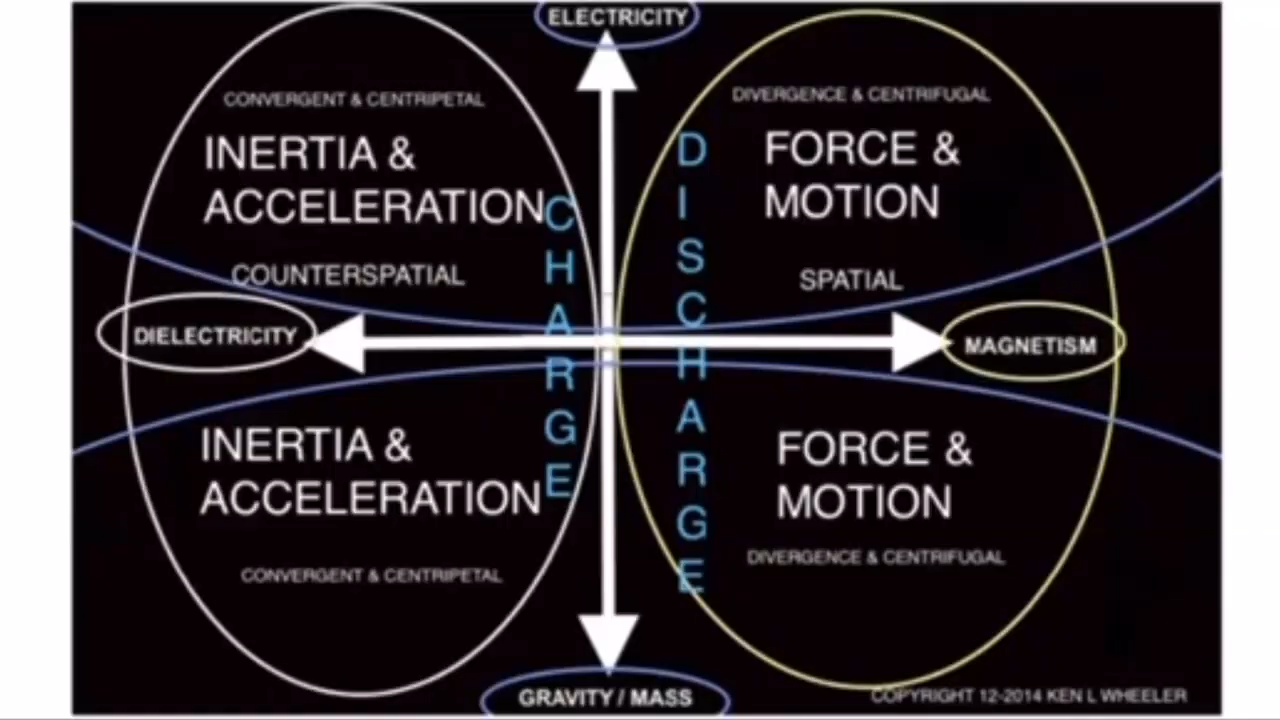 ELECTRICITY
CONVERGENT & CENTRIPETAL
INERTIA &
ACCELERATION
COUNTERSPATIAL
DIELECTRICITY
INERTIA &
ACCELERATION
CONVERGENT & CENTRIPETAL
CHARGE
DISCHARGE
DIVERGENCE & CENTRIFUGAL
FORCE &
MOTION
SPATIAL
MAGNETISM
FORCE &
MOTION
DIVERGENCE & CENTRIFUGAL
GRAVITY / MASS
COPYRIGHT 12-2014 KEN L WHEELER